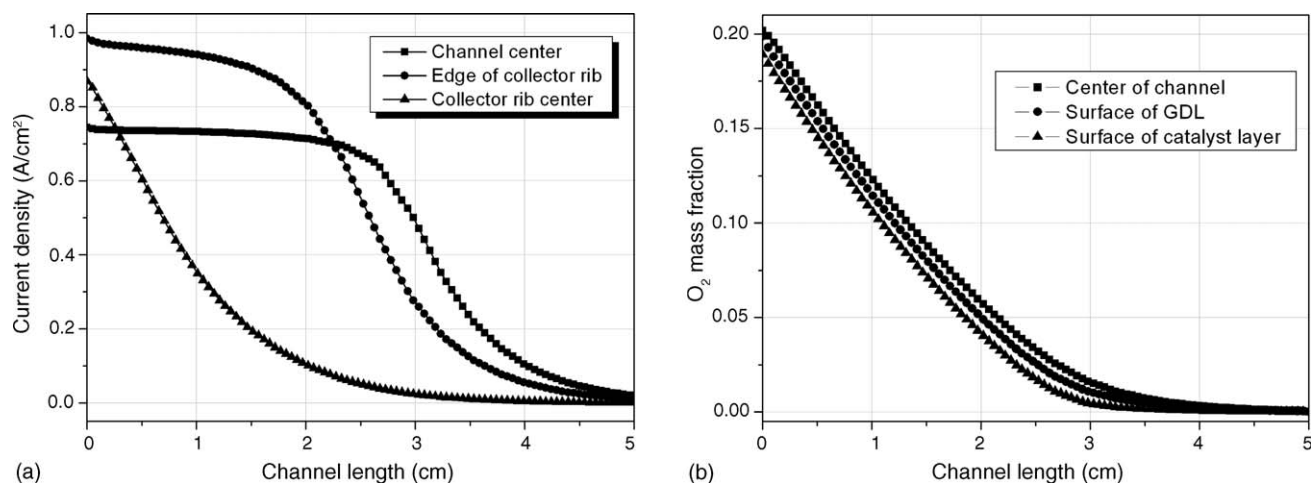 1.0
0.8
0.6
0.4
0.2
0.0
Current density (A/cm²)
0
1
2
3
4
5
Channel length (cm)
Channel center
Edge of collector rib
Collector rib center
(a)
0.20
0.15
0.10
0.05
0.00
O₂ mass fraction
0
1
2
3
4
5
Channel length (cm)
Center of channel
Surface of GDL
Surface of catalyst layer
(b)